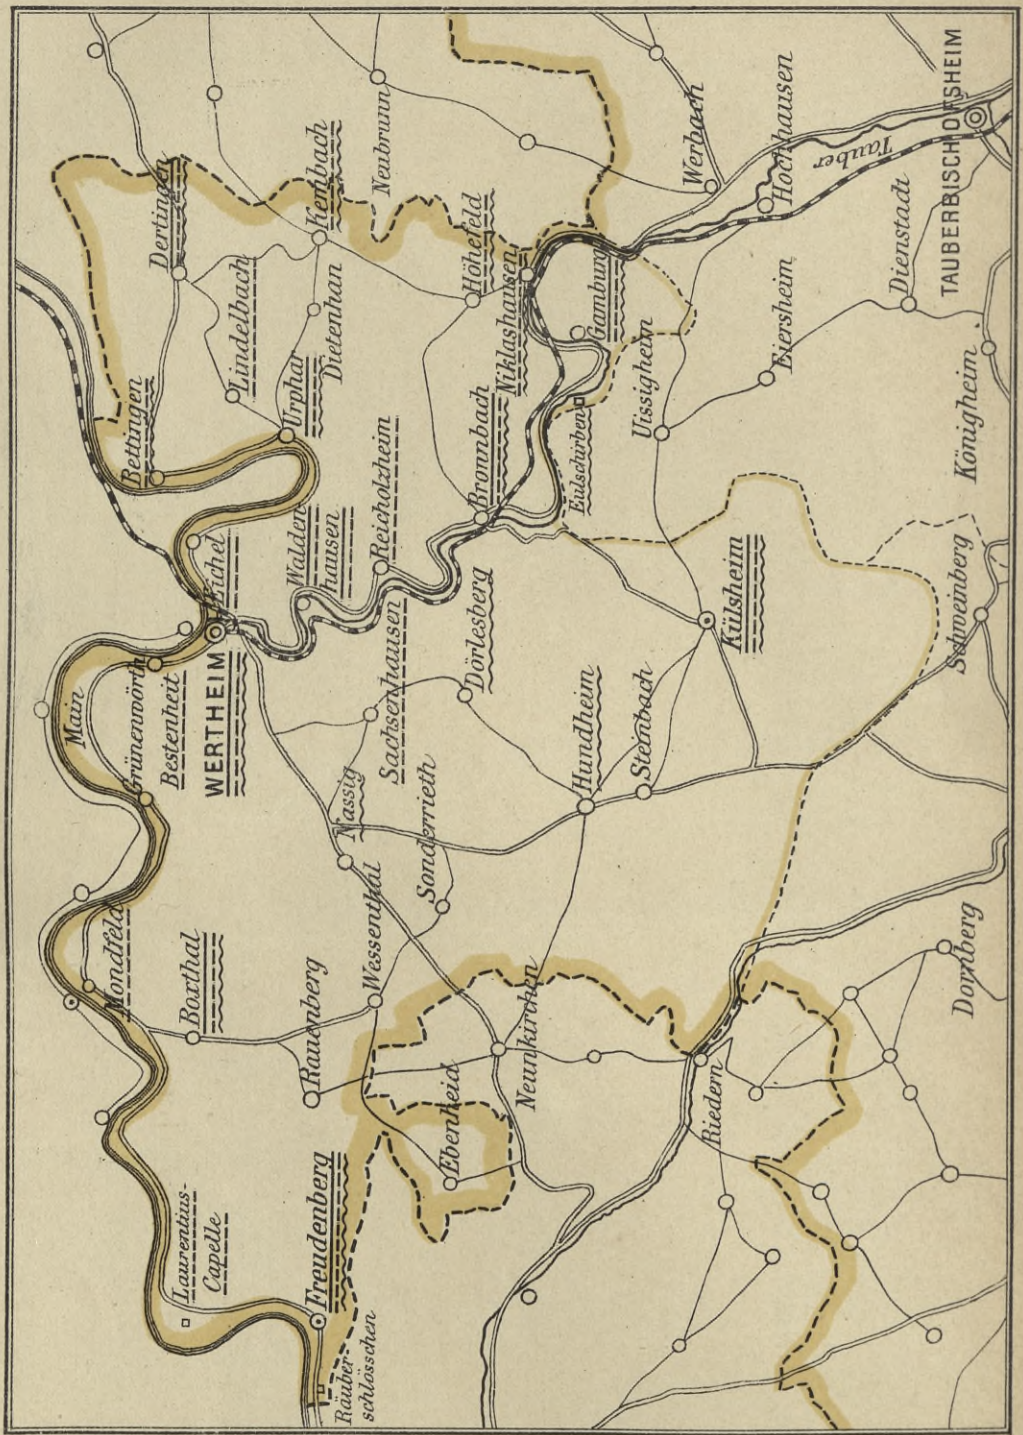 Laurentius-
Capelle
Freudenberg
Räuber-
schlösschen
Mondfeld
Boxthal
Rauenberg
Wessenthal
Ebenheid
Neunkirchen
Riedern
Dornberg
Main
Grünenwörth
Bestenheit
WERTHEIM
Eichel
Nassig
Sonderrieth
Sachsenhausen
Dörlesberg
Hundheim
Steinbach
Külsheim
Schweinberg
Bettingen
Urphar
Lindelbach
Dietenhan
Walden
hausen
Reicholzheim
Bronnbach
Eulschirben
Uissigheim
Eiersheim
Königheim
Dertingen
Kembach
Neubrunn
Höhefeld
Niklashausen
Gamburg
Werbach
Hochhausen
Tauber
Dienstadt
TAUBERBISCHOFSHEIM